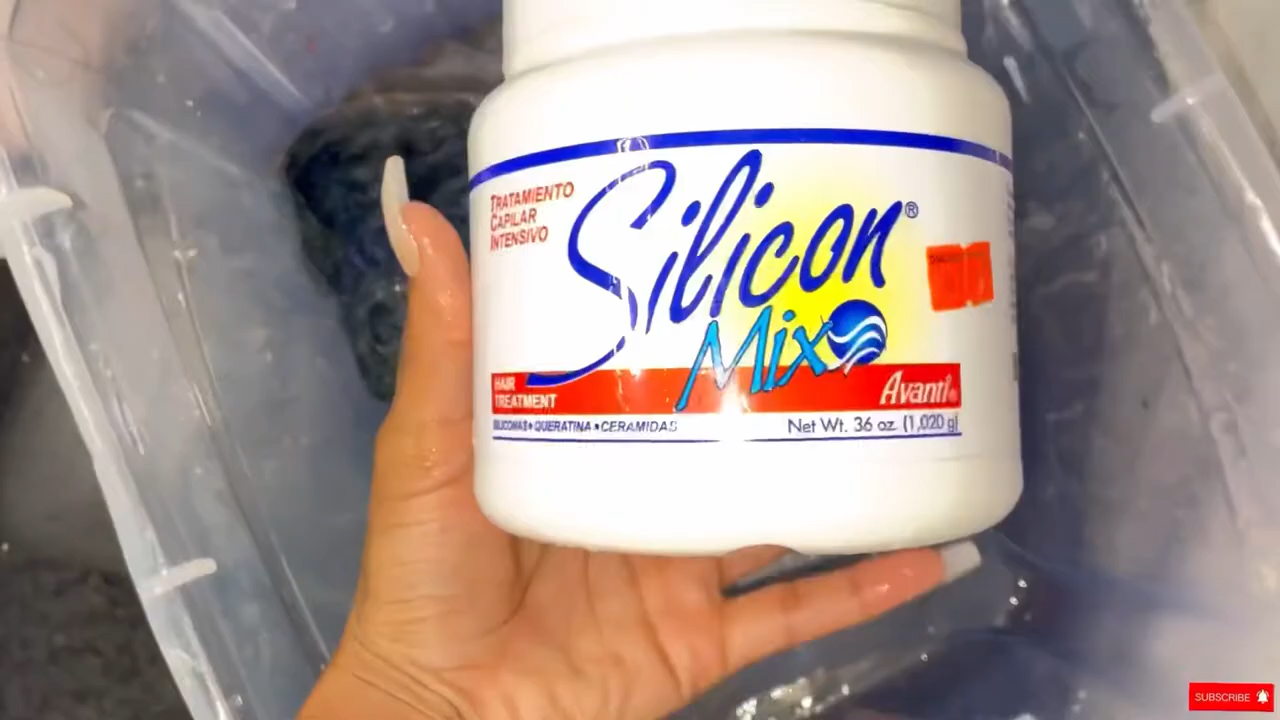 TRATAMIENTO
CAPILAR
INTENSIVO
Silicon®
Mix
HAIR
TREATMENT
Avanti
SILICONAS • QUERATINA • CERAMIDAS
Net Wt. 36 oz. (1,020 g)
SUBSCRIBE